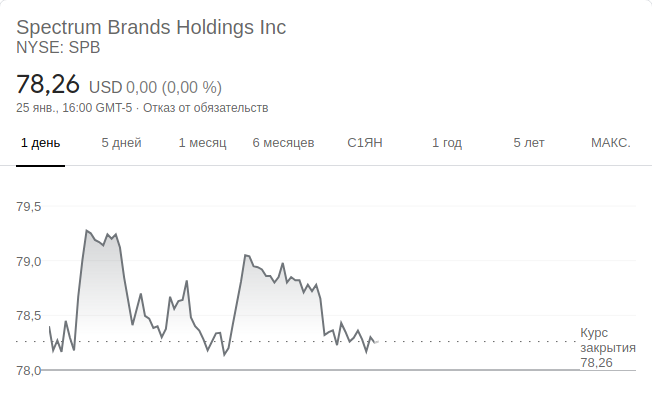 Spectrum Brands Holdings Inc
NYSE: SPB
78,26 USD 0,00 (0,00 %)
25 янв., 16:00 GMT-5 · Отказ от обязательств
1 день 5 дней 1 месяц 6 месяцев С1ЯН 1 год 5 лет МАКС.
79,5
79,0
78,5
Курс
закрытия
78,26
78,0